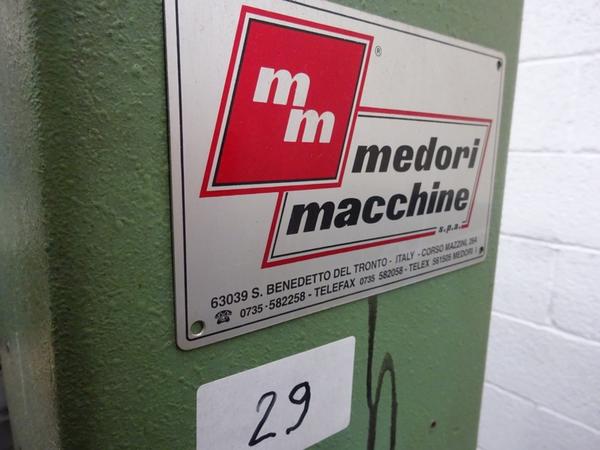 m
m
®
medori
macchine
s.p.a.
63039 S. BENEDETTO DEL TRONTO - ITALY - CORSO MAZZINI, 264
☎ 0735-582258 - TELEFAX 0735 582058 - TELEX 561505 MEDORI I
29
h